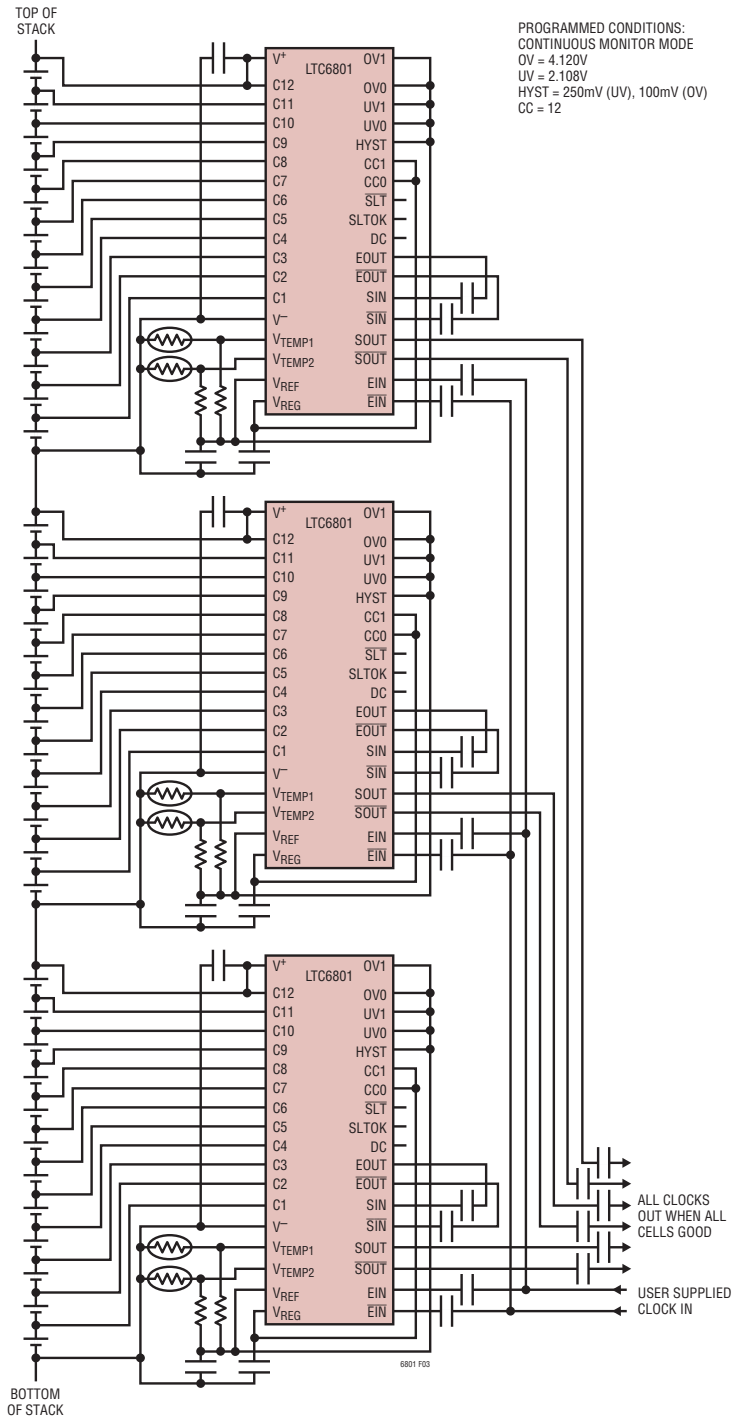 TOP OF
STACK
PROGRAMMED CONDITIONS:
CONTINUOUS MONITOR MODE
OV = 4.120V
UV = 2.108V
HYST = 250mV (UV), 100mV (OV)
CC = 12
LTC6801
V+
C12
C11
C10
C9
C8
C7
C6
C5
C4
C3
C2
C1
V–
VTEMP1
VTEMP2
VREF
VREG
OV1
OV0
UV1
UV0
HYST
CC1
CC0
SLT
SLTOK
DC
EOUT
EOUT
SIN
SIN
SOUT
SOUT
EIN
EIN
LTC6801
V+
C12
C11
C10
C9
C8
C7
C6
C5
C4
C3
C2
C1
V–
VTEMP1
VTEMP2
VREF
VREG
OV1
OV0
UV1
UV0
HYST
CC1
CC0
SLT
SLTOK
DC
EOUT
EOUT
SIN
SIN
SOUT
SOUT
EIN
EIN
LTC6801
V+
C12
C11
C10
C9
C8
C7
C6
C5
C4
C3
C2
C1
V–
VTEMP1
VTEMP2
VREF
VREG
OV1
OV0
UV1
UV0
HYST
CC1
CC0
SLT
SLTOK
DC
EOUT
EOUT
SIN
SIN
SOUT
SOUT
EIN
EIN
ALL CLOCKS
OUT WHEN ALL
CELLS GOOD
USER SUPPLIED
CLOCK IN
6801 F03
BOTTOM
OF STACK